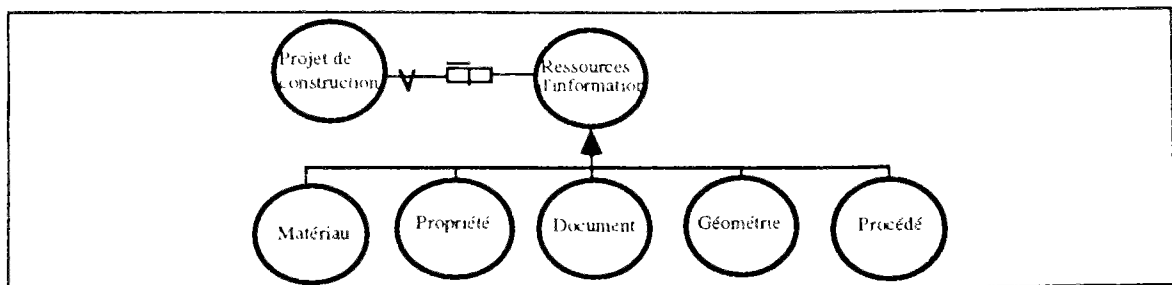 Projet de
construction
Ressources
d'information
Matériau
Propriété
Document
Géométrie
Procédé